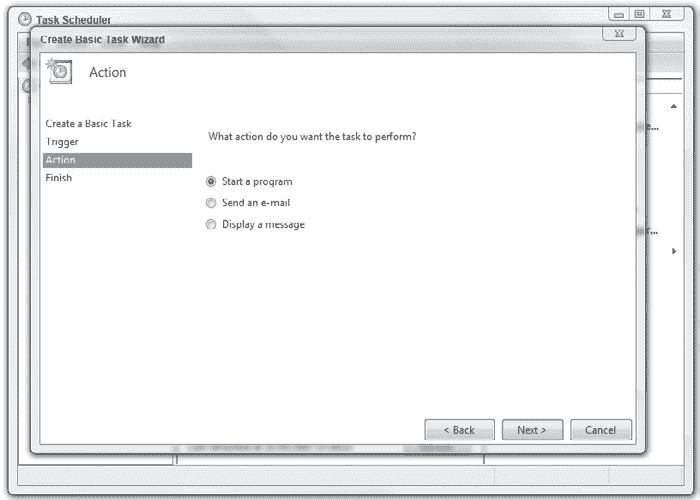 Task Scheduler
Create Basic Task Wizard
Action
Create a Basic Task
Trigger
Action
Finish
What action do you want the task to perform?
Start a program
Send an e-mail
Display a message
< Back
Next >
Cancel